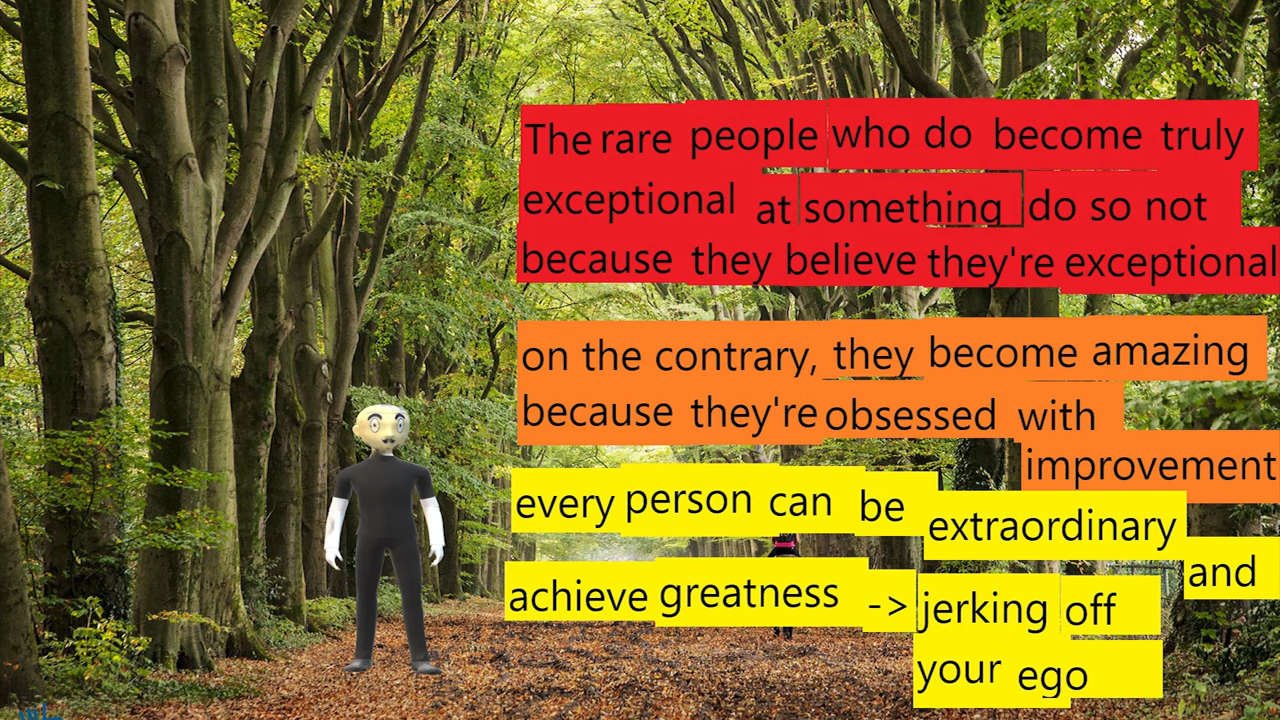 The rare people who do become truly
exceptional at something do so not
because they believe they're exceptional
on the contrary, they become amazing
because they're obsessed with
improvement
every person can be extraordinary and
achieve greatness -> jerking off
your ego